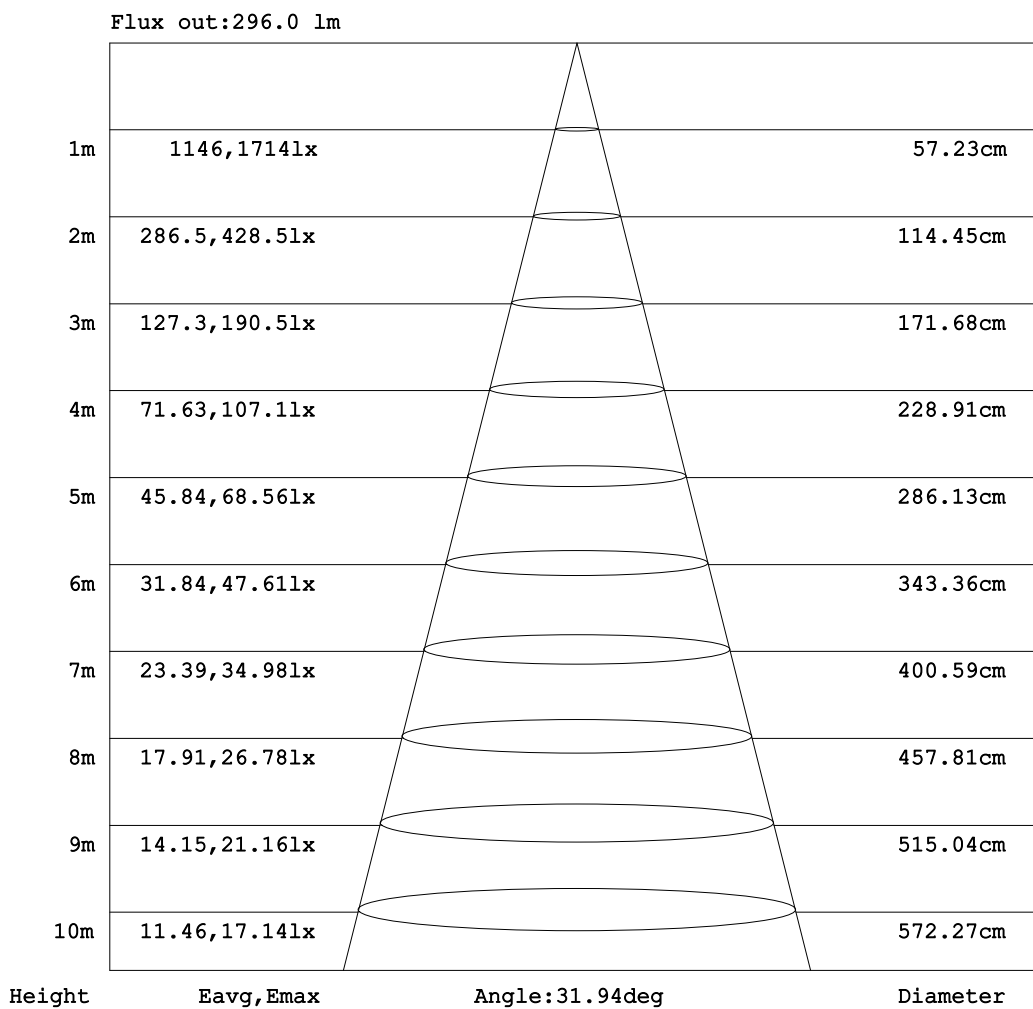 Flux out:296.0 lm
1m 1146,1714lx 57.23cm
2m 286.5,428.5lx 114.45cm
3m 127.3,190.5lx 171.68cm
4m 71.63,107.1lx 228.91cm
5m 45.84,68.56lx 286.13cm
6m 31.84,47.61lx 343.36cm
7m 23.39,34.98lx 400.59cm
8m 17.91,26.78lx 457.81cm
9m 14.15,21.16lx 515.04cm
10m 11.46,17.14lx 572.27cm
Height Eavg,Emax Angle:31.94deg Diameter